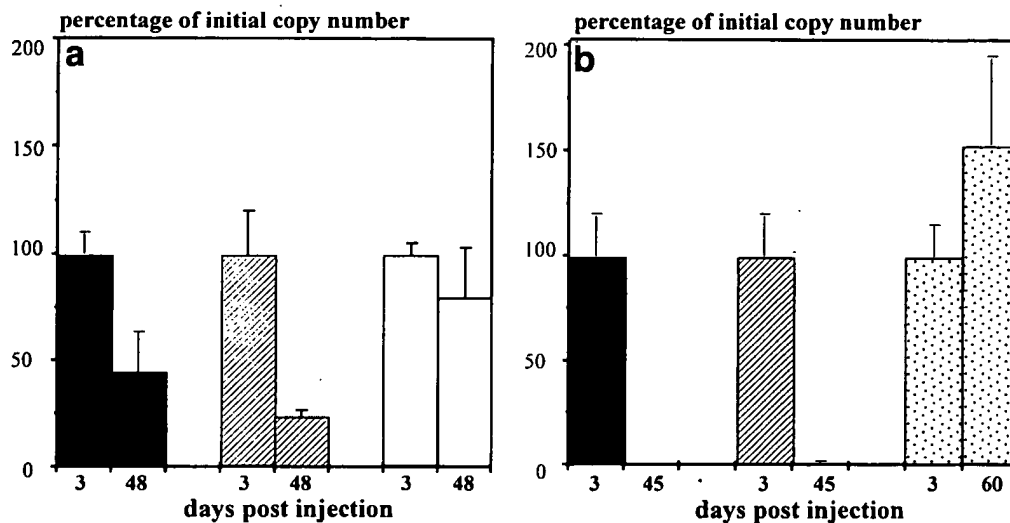 percentage of initial copy number
a
200
150
100
50
0
3 48 3 48 3 48
days post injection
percentage of initial copy number
b
200
150
100
50
0
3 45 3 45 3 60
days post injection